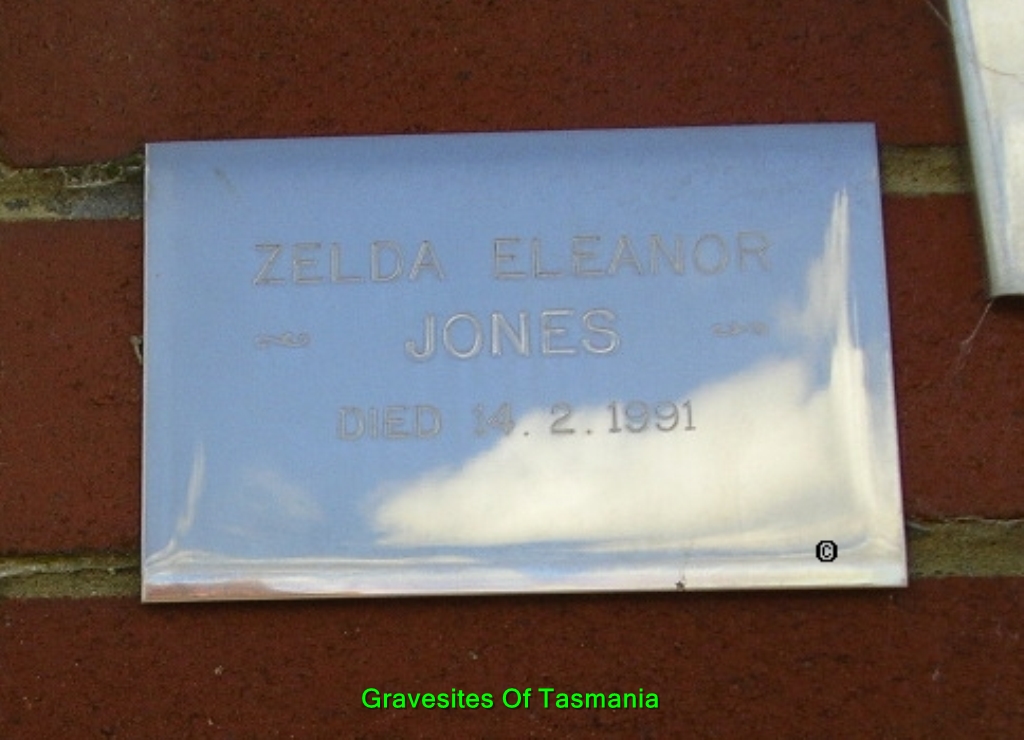 ZELDA ELEANOR
JONES
DIED 14.2.1991
©
Gravesites Of Tasmania